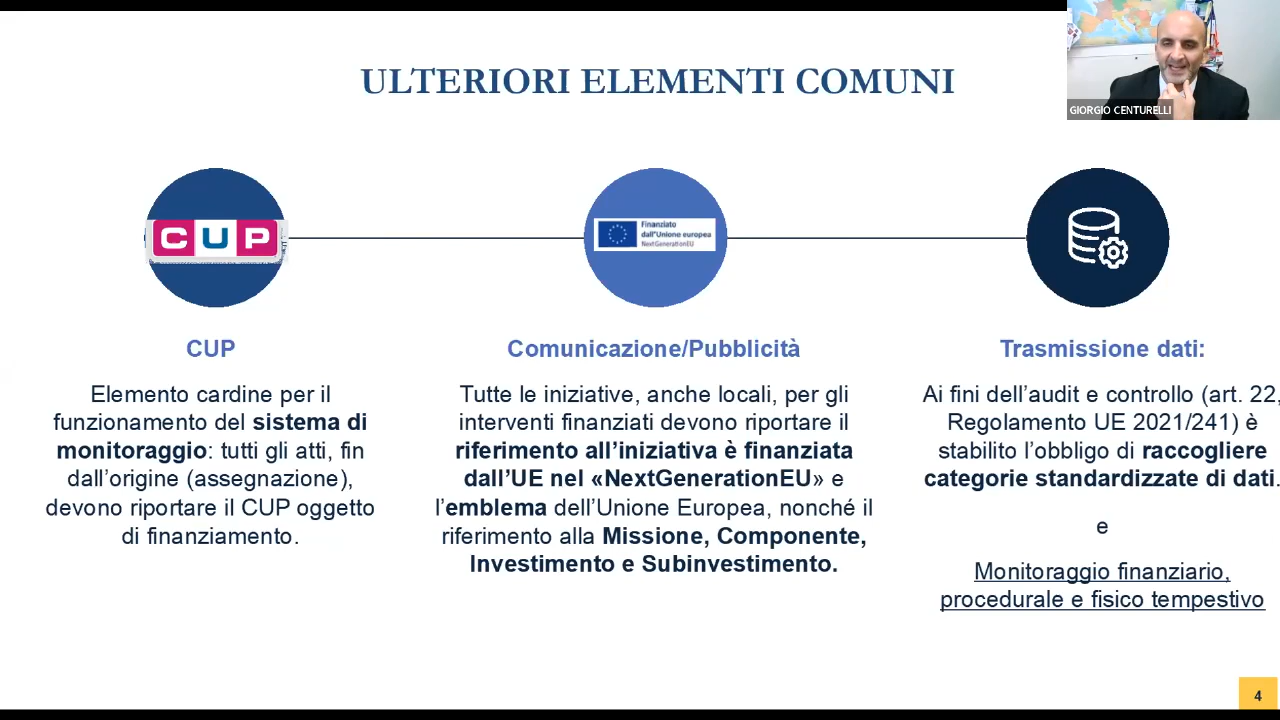 ULTERIORI ELEMENTI COMUNI
GIORGIO CENTURELLI
CUP
Finanziato
dall'Unione europea
NextGenerationEU
CUP
Elemento cardine per il
funzionamento del sistema di
monitoraggio: tutti gli atti, fin
dall'origine (assegnazione),
devono riportare il CUP oggetto
di finanziamento.
Comunicazione/Pubblicità
Tutte le iniziative, anche locali, per gli
interventi finanziati devono riportare il
riferimento all'iniziativa è finanziata
dall'UE nel «NextGenerationEU» e
l'emblema dell'Unione Europea, nonché il
riferimento alla Missione, Componente,
Investimento e Subinvestimento.
Trasmissione dati:
Ai fini dell'audit e controllo (art. 22,
Regolamento UE 2021/241) è
stabilito l'obbligo di raccogliere
categorie standardizzate di dati.
e
Monitoraggio finanziario,
procedurale e fisico tempestivo
4